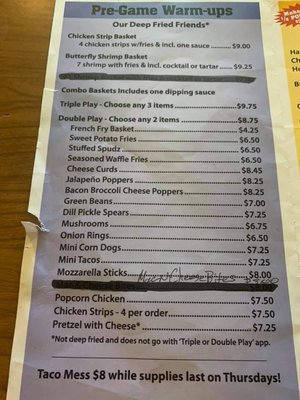 Pre-Game Warm-ups
Our Deep Fried Friends*
Chicken Strip Basket
4 chicken strips w/fries & incl. one sauce $9.00
Butterfly Shrimp Basket
7 shrimp with fries & incl. cocktail or tartar $9.25
Combo Baskets Includes one dipping sauce
Triple Play - Choose any 3 items $9.75
Double Play - Choose any 2 items $8.75
French Fry Basket $4.25
Sweet Potato Fries $6.50
Stuffed Spudz $6.50
Seasoned Waffle Fries $6.50
Cheese Curds $8.45
Jalapeño Poppers $8.25
Bacon Broccoli Cheese Poppers $8.25
Green Beans $7.00
Dill Pickle Spears $7.25
Mushrooms $6.75
Onion Rings $6.50
Mini Corn Dogs $7.25
Mini Tacos $7.25
Mozzarella Sticks $8.00
Mac N Cheese Bites
Mac & Cheese Bites
Popcorn Chicken $7.50
Chicken Strips - 4 per order $7.50
Pretzel with Cheese* $7.25
*Not deep fried and does not go with 'Triple or Double Play' app.
Taco Mess $8 while supplies last on Thursdays!